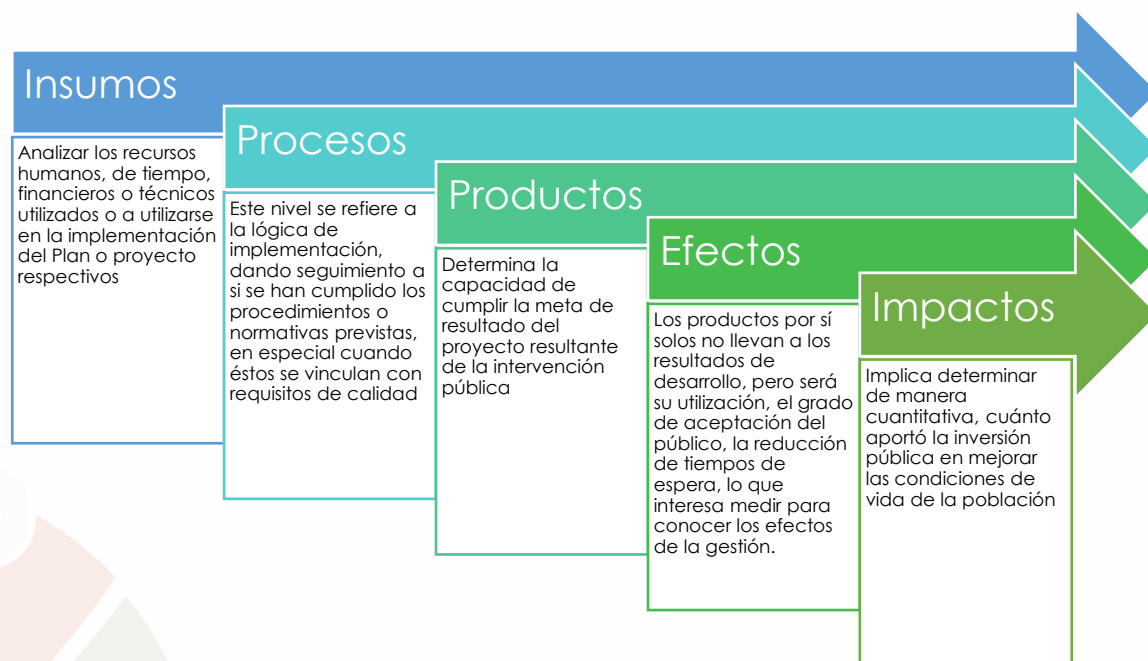 Insumos
Analizar los recursos
humanos, de tiempo,
financieros o técnicos
utilizados o a utilizarse
en la implementación
del Plan o proyecto
respectivos
Procesos
Este nivel se refiere a
la lógica de
implementación,
dando seguimiento a
si se han cumplido los
procedimientos o
normativas previstas,
en especial cuando
éstos se vinculan con
requisitos de calidad
Productos
Determina la
capacidad de
cumplir la meta de
resultado del
proyecto resultante
de la intervención
pública
Efectos
Los productos por sí
solos no llevan a los
resultados de
desarrollo, pero será
su utilización, el grado
de aceptación del
público, la reducción
de tiempos de
espera, lo que
interesa medir para
conocer los efectos
de la gestión.
Impactos
Implica determinar
de manera
cuantitativa, cuánto
aportó la inversión
pública en mejorar
las condiciones de
vida de la población